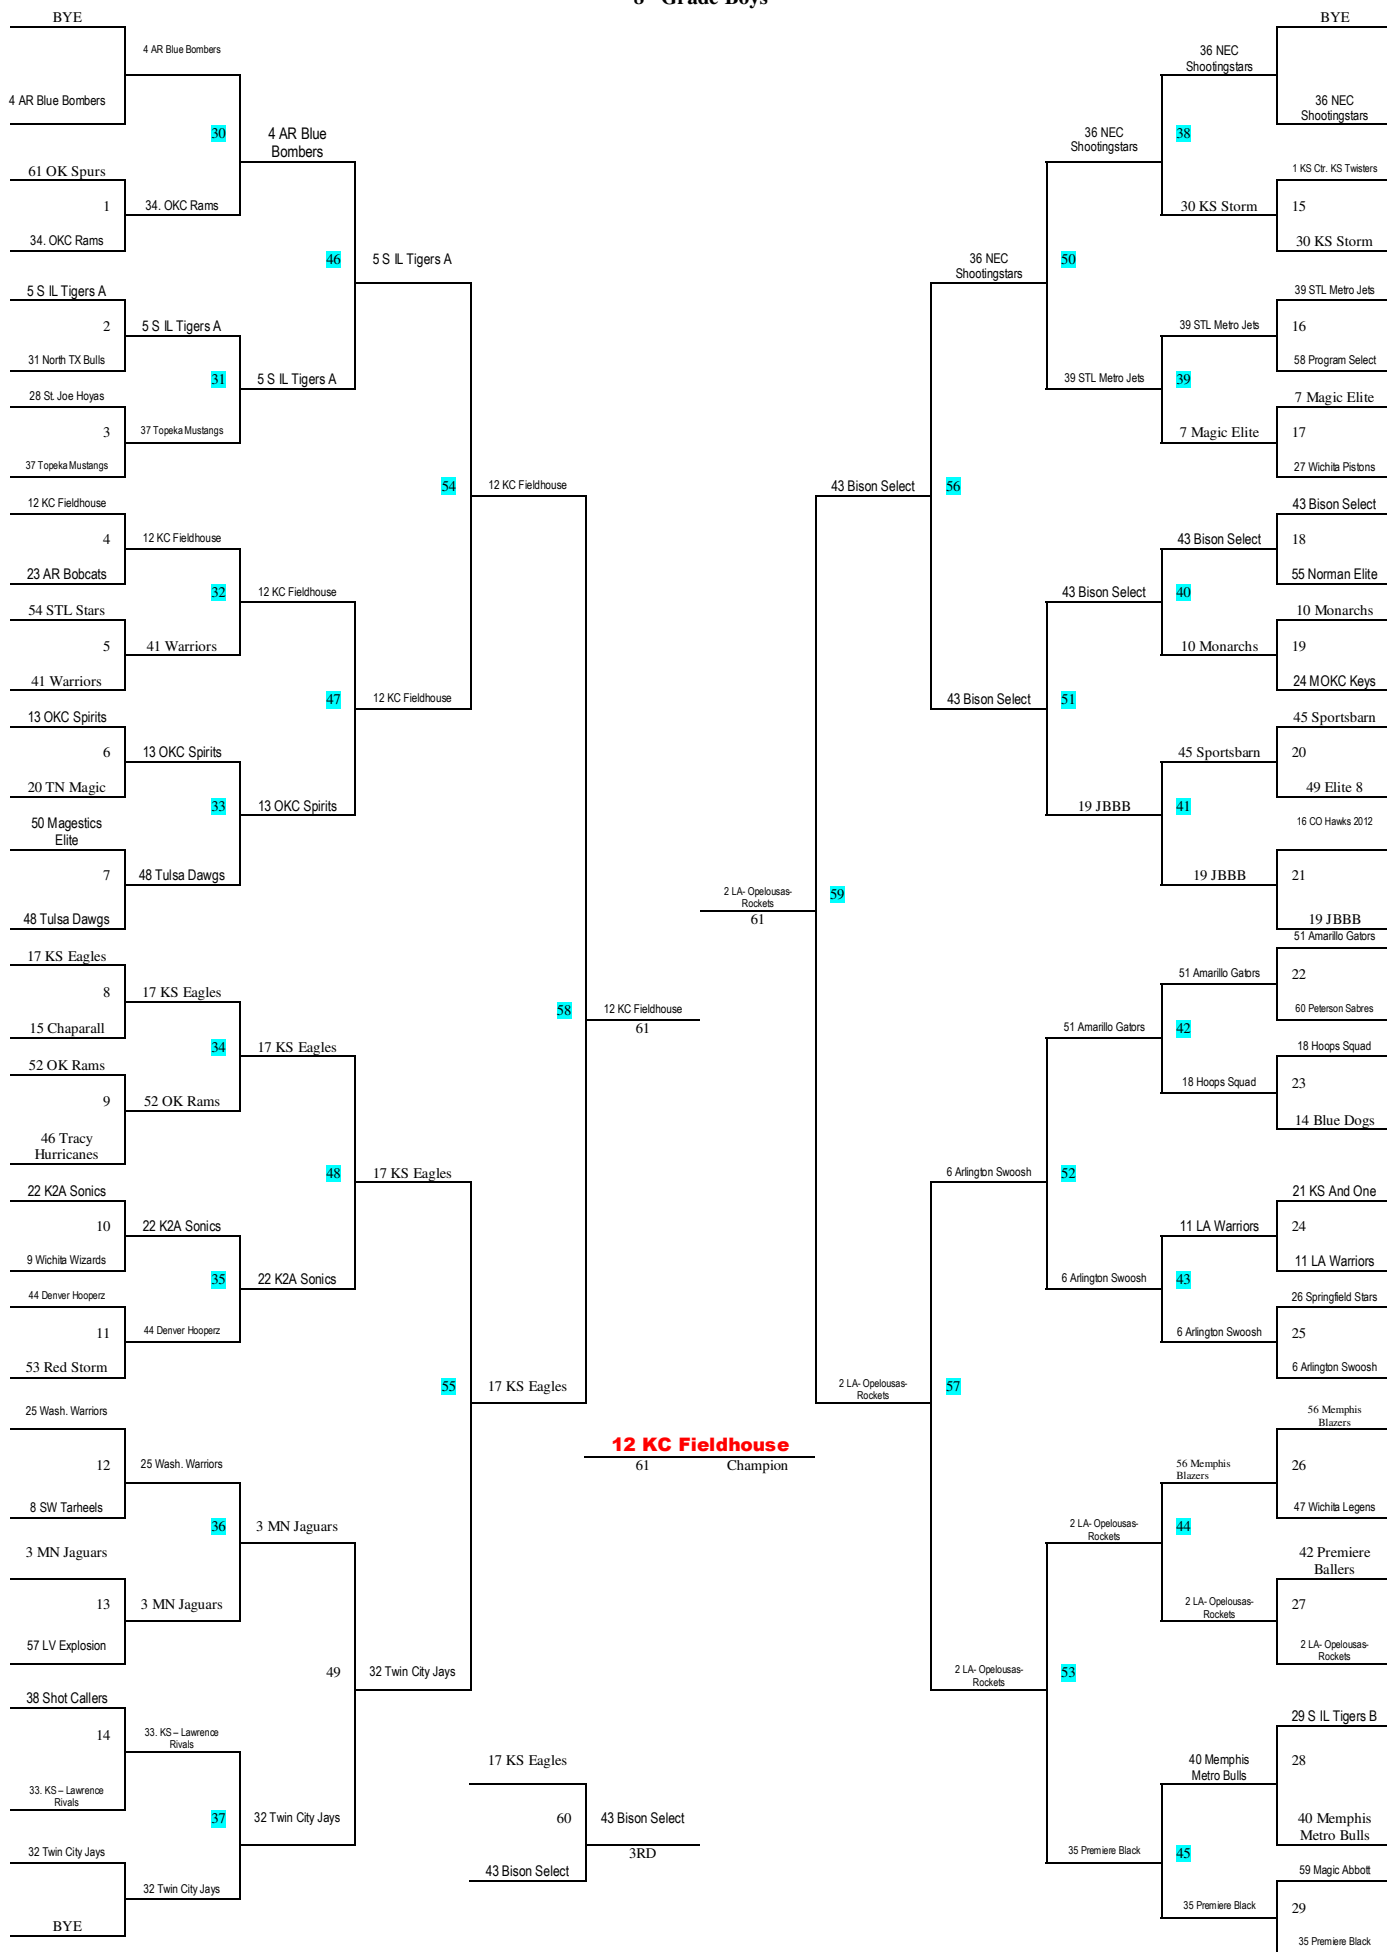 8   Grade Boys
BYE
4 AR Blue Bombers
4 AR Blue Bombers
30
4 AR Blue
Bombers
61 OK Spurs
1
34. OKC Rams
34. OKC Rams
46
5 S IL Tigers A
5 S IL Tigers A
2
5 S IL Tigers A
31 North TX Bulls
31
5 S IL Tigers A
28 St. Joe Hoyas
3
37 Topeka Mustangs
37 Topeka Mustangs
54
12 KC Fieldhouse
12 KC Fieldhouse
4
12 KC Fieldhouse
23 AR Bobcats
32
12 KC Fieldhouse
54 STL Stars
5
41 Warriors
41 Warriors
47
12 KC Fieldhouse
13 OKC Spirits
6
13 OKC Spirits
20 TN Magic
33
13 OKC Spirits
50 Magestics
Elite
7
48 Tulsa Dawgs
48 Tulsa Dawgs
17 KS Eagles
8
17 KS Eagles
15 Chaparall
34
17 KS Eagles
52 OK Rams
9
52 OK Rams
46 Tracy
Hurricanes
48
17 KS Eagles
22 K2A Sonics
10
22 K2A Sonics
9 Wichita Wizards
35
22 K2A Sonics
44 Denver Hooperz
11
44 Denver Hooperz
53 Red Storm
55
17 KS Eagles
25 Wash. Warriors
12
25 Wash. Warriors
8 SW Tarheels
36
3 MN Jaguars
3 MN Jaguars
13
3 MN Jaguars
57 LV Explosion
49
32 Twin City Jays
38 Shot Callers
14
33. KS – Lawrence
Rivals
33. KS – Lawrence
Rivals
37
32 Twin City Jays
32 Twin City Jays
32 Twin City Jays
BYE
58
12 KC Fieldhouse
61
2 LA- Opelousas-
Rockets
61
59
12 KC Fieldhouse
61 Champion
17 KS Eagles
60
43 Bison Select
3RD
43 Bison Select
BYE
36 NEC
Shootingstars
36 NEC
Shootingstars
36 NEC
Shootingstars
38
1 KS Ctr. KS Twisters
30 KS Storm
15
30 KS Storm
36 NEC
Shootingstars
50
39 STL Metro Jets
39 STL Metro Jets
16
58 Program Select
39 STL Metro Jets
39
7 Magic Elite
7 Magic Elite
17
27 Wichita Pistons
43 Bison Select
56
43 Bison Select
43 Bison Select
18
55 Norman Elite
43 Bison Select
40
10 Monarchs
10 Monarchs
19
24 MOKC Keys
43 Bison Select
51
45 Sportsbarn
45 Sportsbarn
20
49 Elite 8
19 JBBB
41
16 CO Hawks 2012
19 JBBB
21
19 JBBB
51 Amarillo Gators
51 Amarillo Gators
22
60 Peterson Sabres
51 Amarillo Gators
42
18 Hoops Squad
18 Hoops Squad
23
14 Blue Dogs
6 Arlington Swoosh
52
21 KS And One
11 LA Warriors
24
11 LA Warriors
6 Arlington Swoosh
43
26 Springfield Stars
6 Arlington Swoosh
25
6 Arlington Swoosh
2 LA- Opelousas-
Rockets
57
56 Memphis
Blazers
56 Memphis
Blazers
26
47 Wichita Legens
2 LA- Opelousas-
Rockets
44
42 Premiere
Ballers
2 LA- Opelousas-
Rockets
27
2 LA- Opelousas-
Rockets
2 LA- Opelousas-
Rockets
53
29 S IL Tigers B
40 Memphis
Metro Bulls
28
40 Memphis
Metro Bulls
35 Premiere Black
45
59 Magic Abbott
35 Premiere Black
29
35 Premiere Black